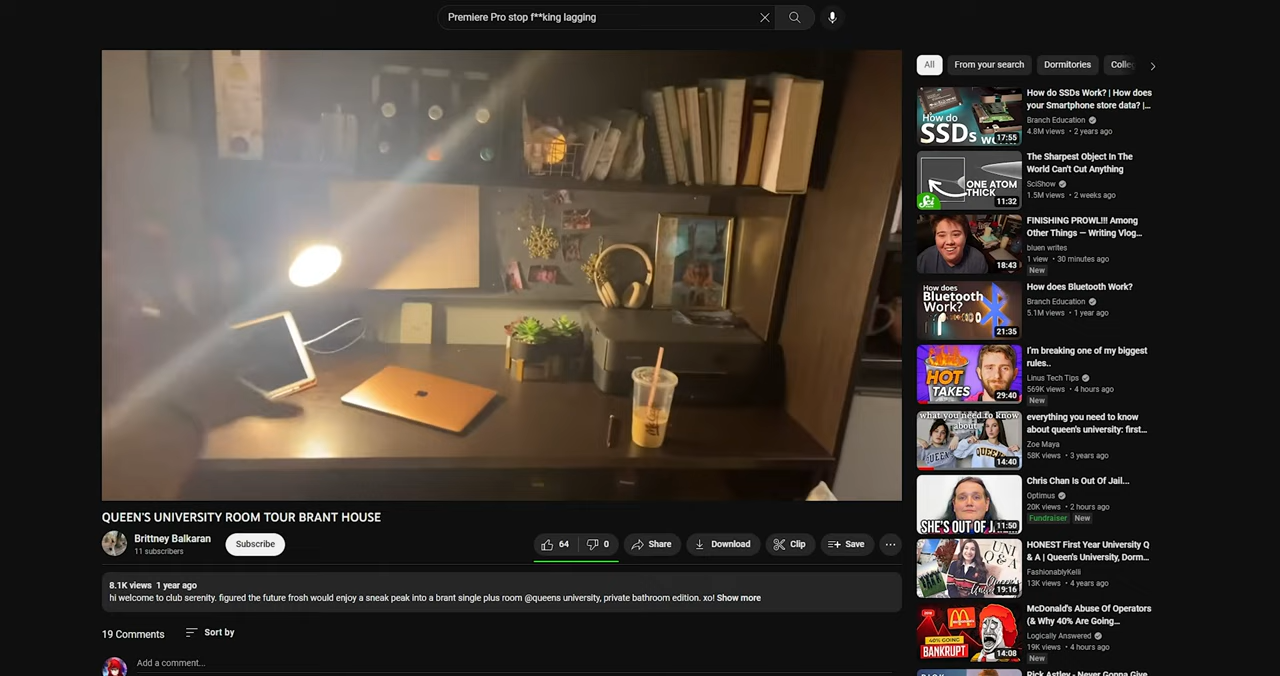 Premiere Pro stop f**king lagging
QUEEN'S UNIVERSITY ROOM TOUR BRANT HOUSE
Brittney Balkaran
11 subscribers
Subscribe
64
0
Share
Download
Clip
Save
8.1K views 1 year ago
hi welcome to club serenity. figured the future frosh would enjoy a sneak peak into a brant single plus room @queens university, private bathroom edition. xo! Show more
19 Comments
Sort by
Add a comment...
All
From your search
Dormitories
Colle
How do SSDs
17:55
How do SSDs Work? | How does
your Smartphone store data? |...
Branch Education
4.8M views • 2 years ago
ONE ATOM
THICK
Sci
11:32
The Sharpest Object In The
World Can't Cut Anything
SciShow
1.5M views • 2 weeks ago
18:43
FINISHING PROWL!!! Among
Other Things — Writing Vlog...
bluen writes
1 view • 30 minutes ago
New
How does
Bluetooth
Work?
21:35
How does Bluetooth Work?
Branch Education
5.1M views • 1 year ago
HOT
TAKES
29:40
I'm breaking one of my biggest
rules..
Linus Tech Tips
569K views • 4 hours ago
New
what you need to know
about
14:40
everything you need to know
about queen's university: first...
Zoe Maya
58K views • 3 years ago
SHE'S OUT OF
11:50
Chris Chan Is Out Of Jail...
Optimus
20K views • 2 hours ago
Fundraiser New
UNI
Q&A
19:16
HONEST First Year University Q
& A | Queen's University, Dorm...
FashionablyKelli
13K views • 4 years ago
40% GOING
BANKRUPT
14:08
McDonald's Abuse Of Operators
(& Why 40% Are Going...
Logically Answered
19K views • 4 hours ago
New
Rick Astley - Never Gonna Give